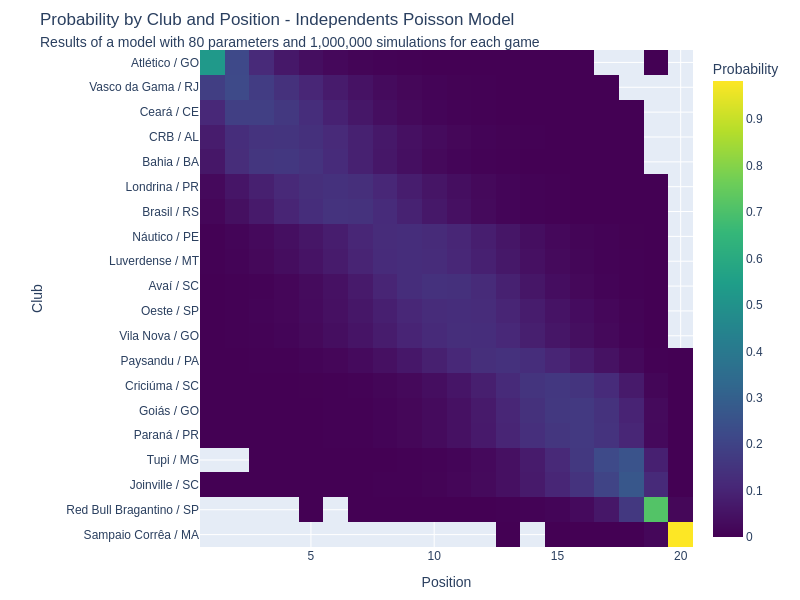 Probability by Club and Position - Independents Poisson Model
Results of a model with 80 parameters and 1,000,000 simulations for each game
Probability
Club
Atlético / GO
Vasco da Gama / RJ
Ceará / CE
CRB / AL
Bahia / BA
Londrina / PR
Brasil / RS
Náutico / PE
Luverdense / MT
Avaí / SC
Oeste / SP
Vila Nova / GO
Paysandu / PA
Criciúma / SC
Goiás / GO
Paraná / PR
Tupi / MG
Joinville / SC
Red Bull Bragantino / SP
Sampaio Corrêa / MA
0.9
0.8
0.7
0.6
0.5
0.4
0.3
0.2
0.1
0
5 10 15 20
Position